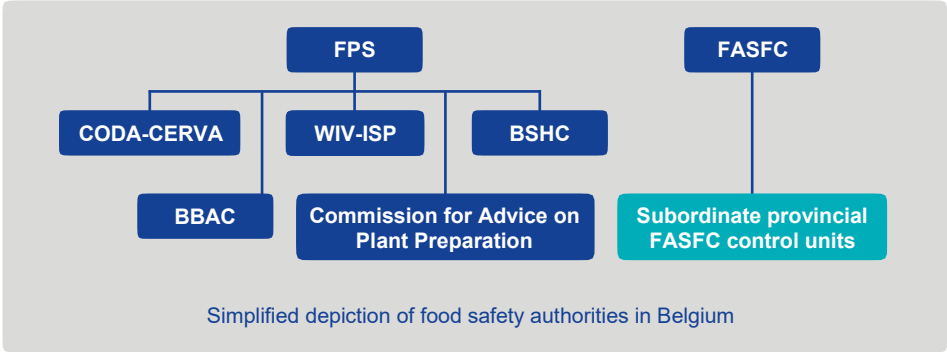 FPS
FASFC
CODA-CERVA
WIV-ISP
BSHC
BBAC
Commission for Advice on
Plant Preparation
Subordinate provincial
FASFC control units
Simplified depiction of food safety authorities in Belgium